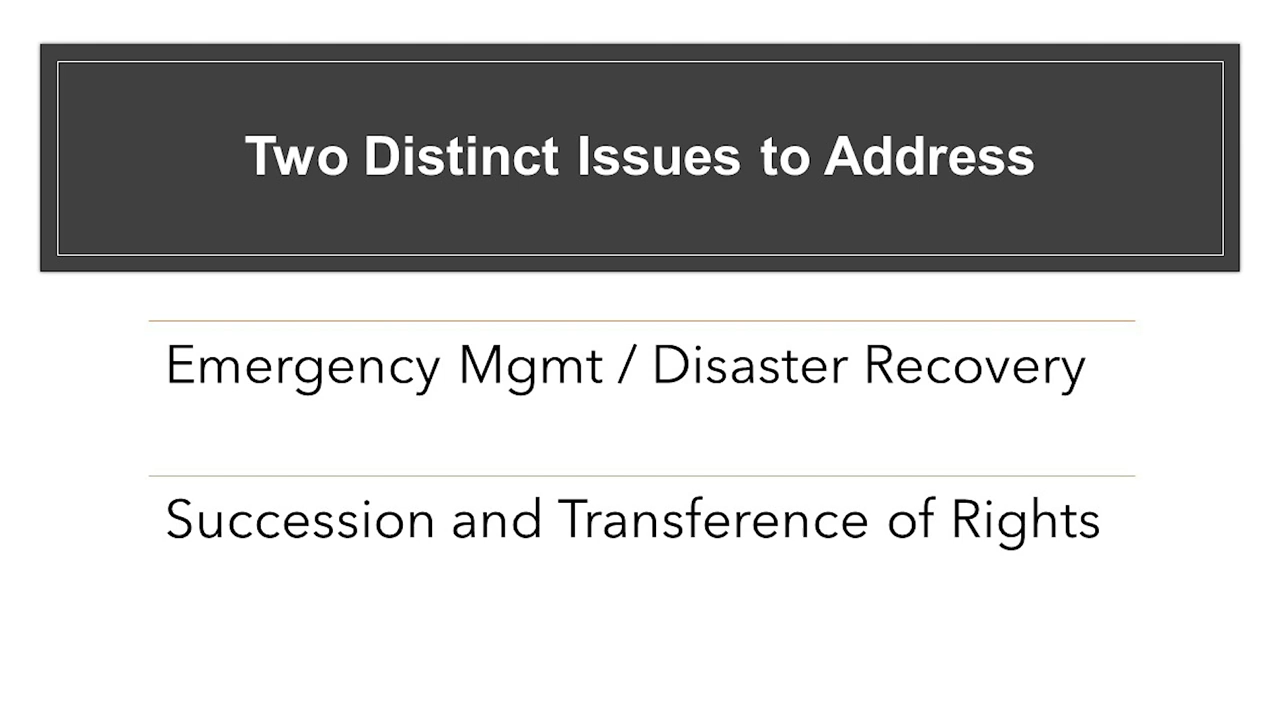 Two Distinct Issues to Address
Emergency Mgmt / Disaster Recovery
Succession and Transference of Rights